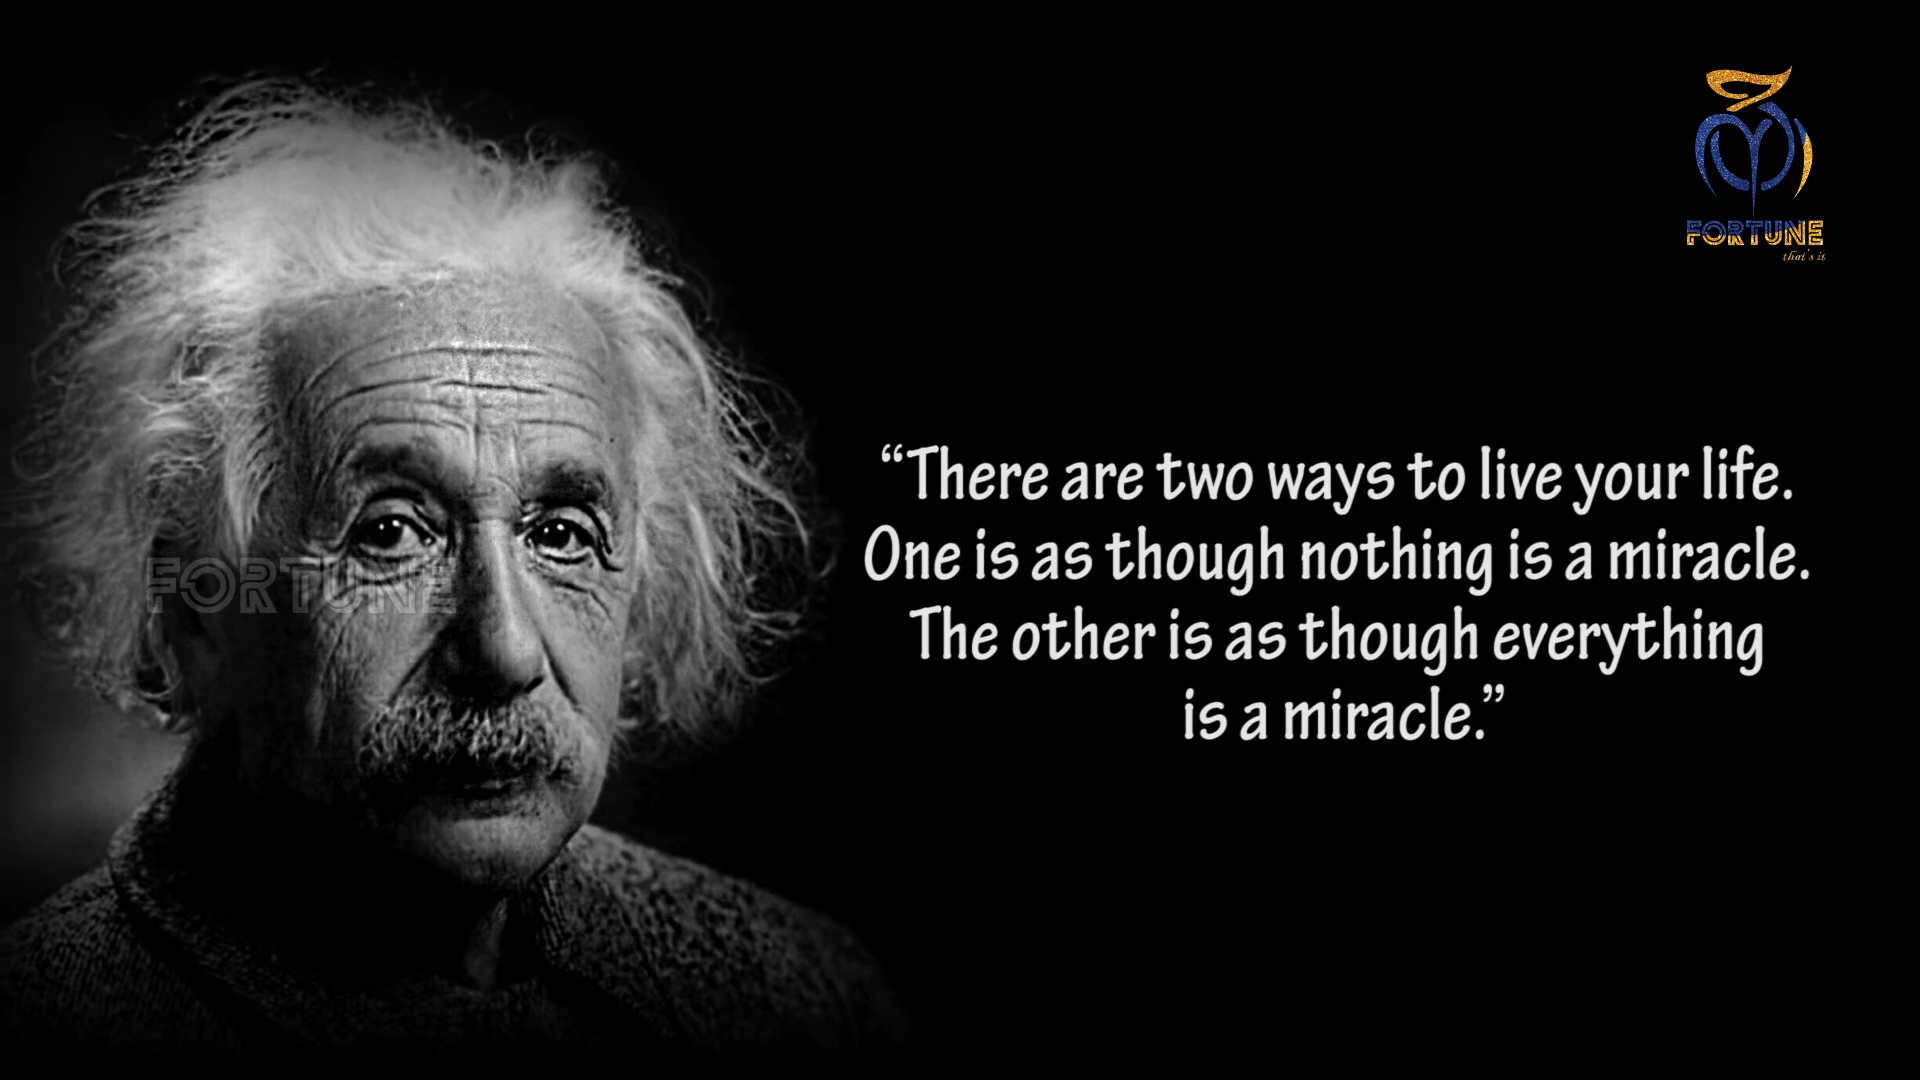 FORTUNE
that's it
“There are two ways to live your life.
One is as though nothing is a miracle.
The other is as though everything
is a miracle.”
FORTUNE